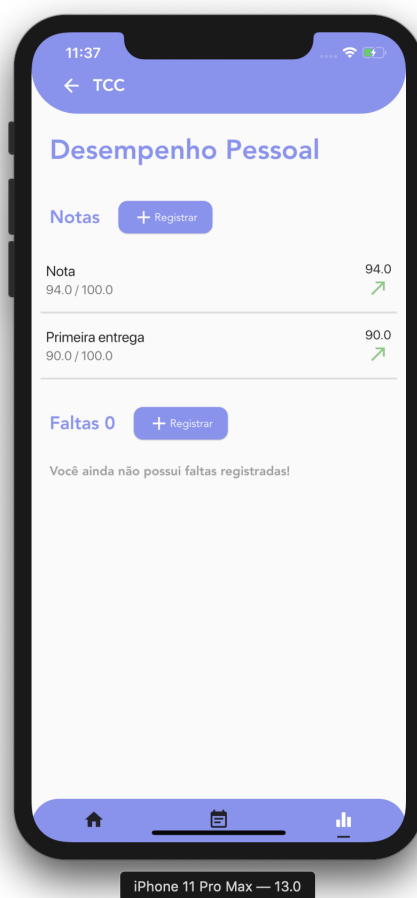 11:37
TCC
Desempenho Pessoal
Notas
Registrar
Nota
94.0
94.0 / 100.0
Primeira entrega
90.0
90.0 / 100.0
Faltas 0
Registrar
Você ainda não possui faltas registradas!
iPhone 11 Pro Max — 13.0